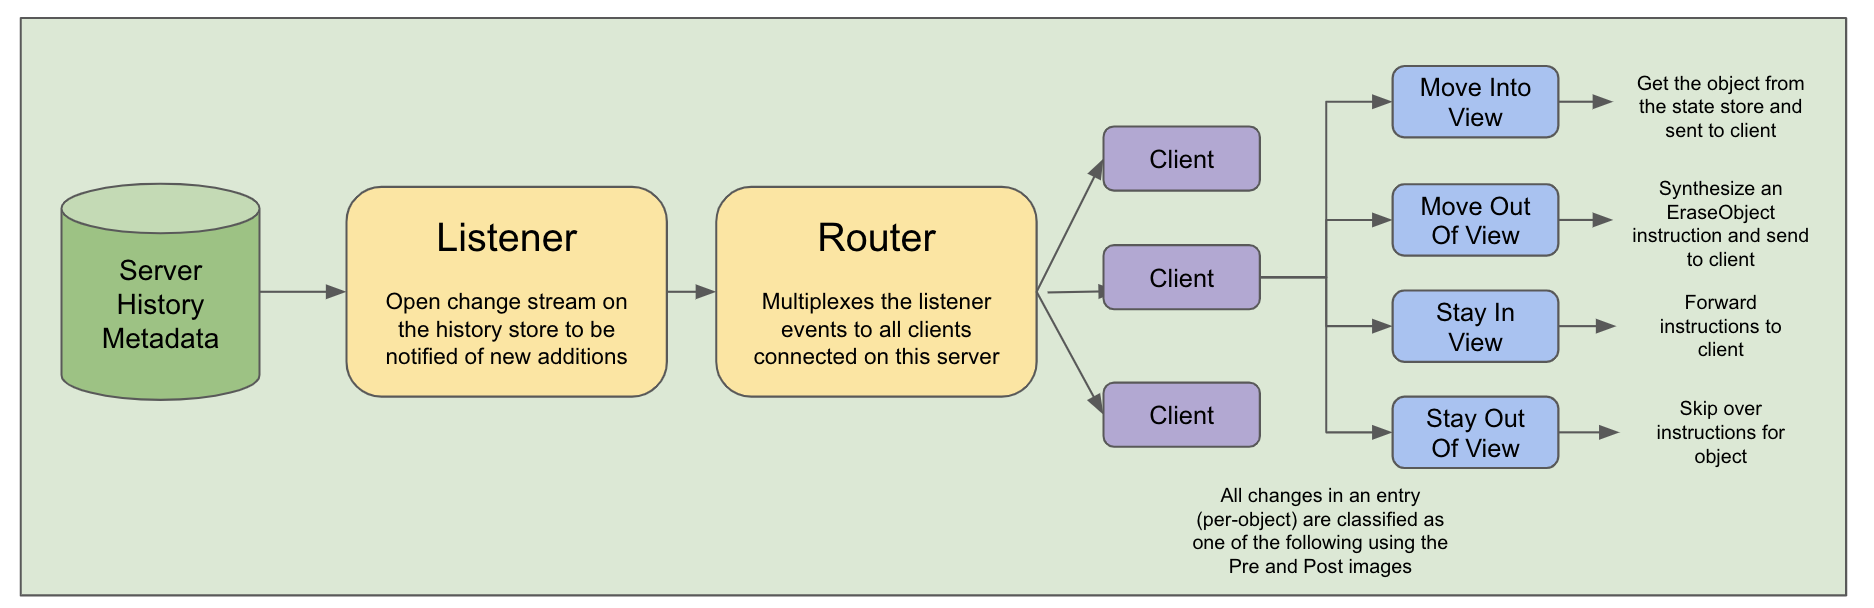 Server
History
Metadata
Listener
Open change stream on
the history store to be
notified of new additions
Router
Multiplexes the listener
events to all clients
connected on this server
Client
Client
Client
Move Into
View
Get the object from
the state store and
sent to client
Move Out
Of View
Synthesize an
EraseObject
instruction and send
to client
Stay In
View
Forward
instructions to
client
Stay Out
Of View
Skip over
instructions for
object
All changes in an entry
(per-object) are classified as
one of the following using the
Pre and Post images